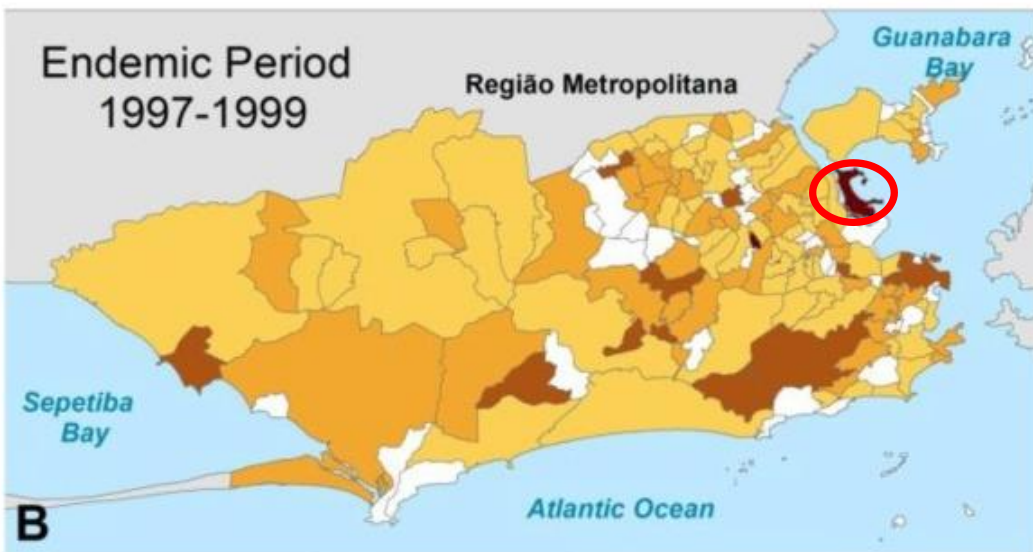 Endemic Period
1997-1999
Região Metropolitana
Guanabara
Bay
Sepetiba
Bay
Atlantic Ocean
B